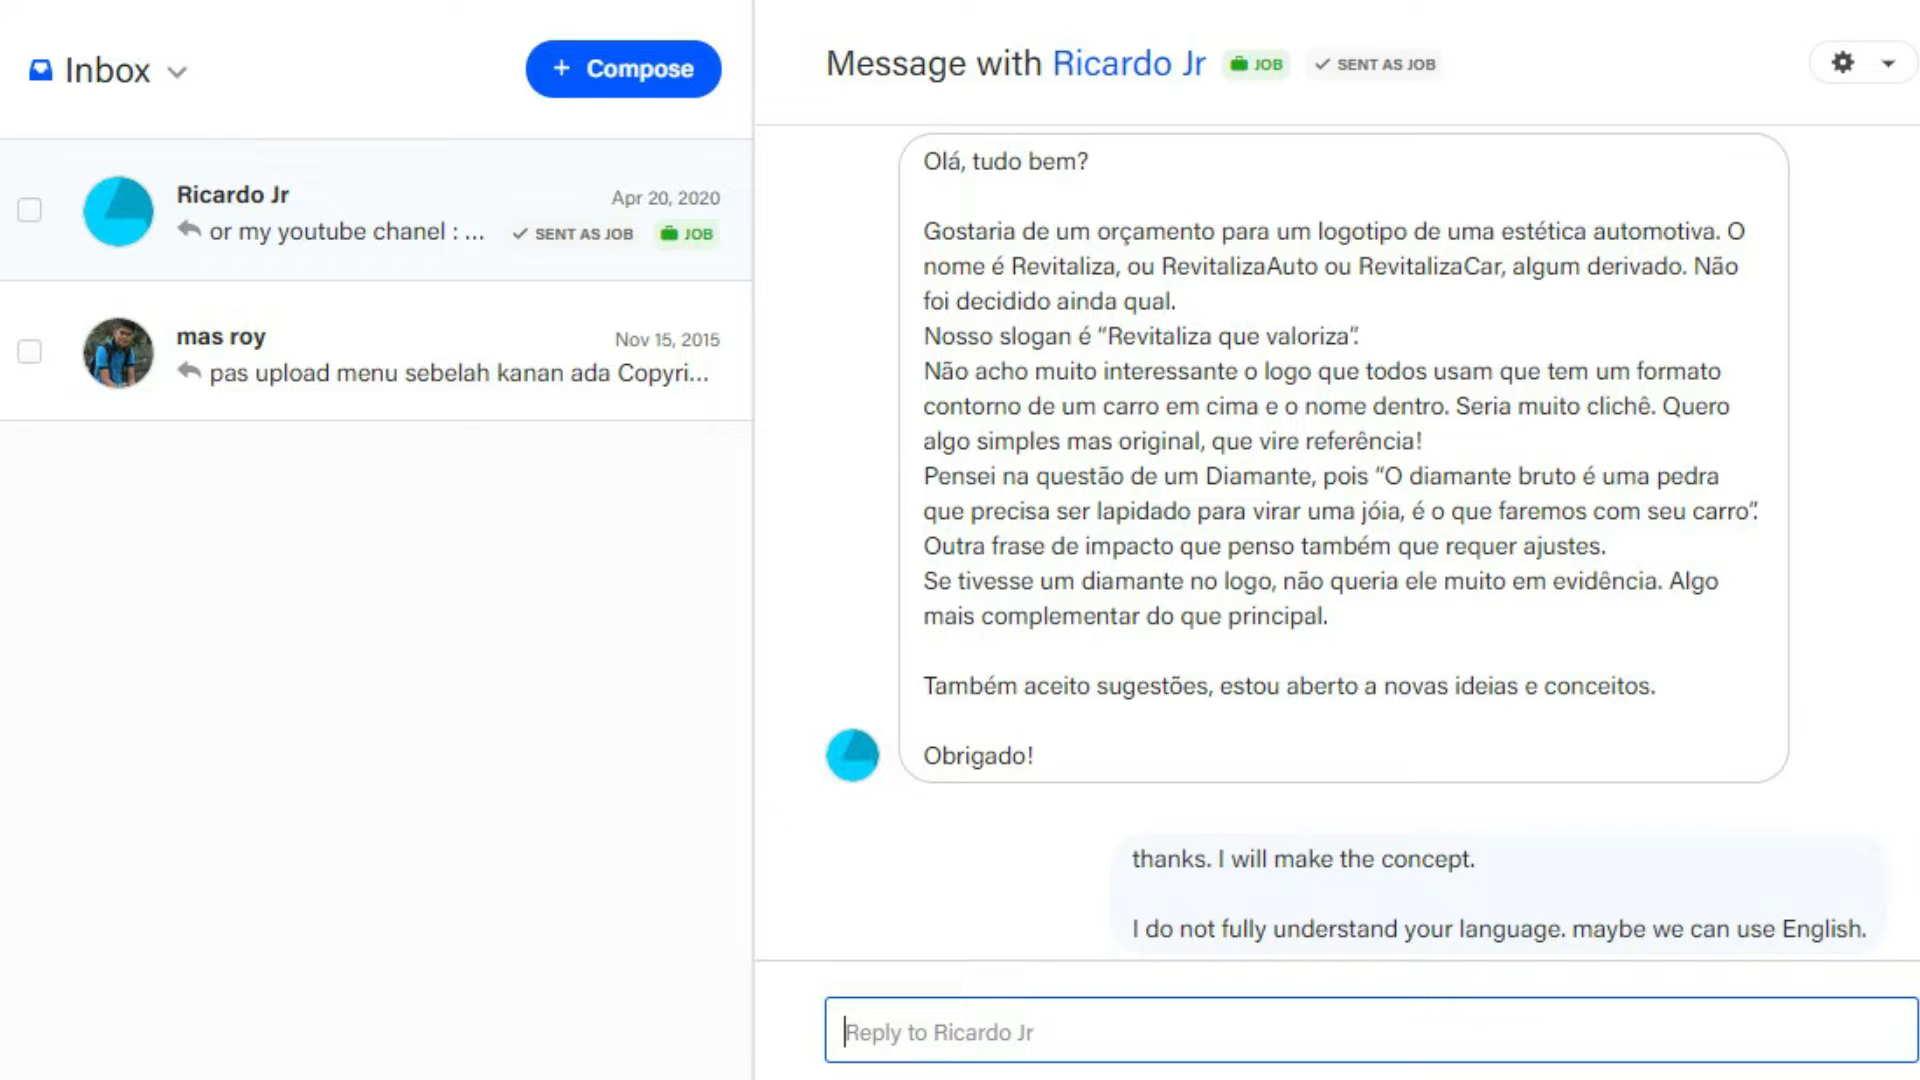 Inbox
+ Compose
Ricardo Jr
Apr 20, 2020
or my youtube chanel : ...
SENT AS JOB
JOB
mas roy
Nov 15, 2015
pas upload menu sebelah kanan ada Copyri...
Message with Ricardo Jr
JOB
SENT AS JOB
Olá, tudo bem?
Gostaria de um orçamento para um logotipo de uma estética automotiva. O
nome é Revitaliza, ou RevitalizaAuto ou RevitalizaCar, algum derivado. Não
foi decidido ainda qual.
Nosso slogan é “Revitaliza que valoriza”.
Não acho muito interessante o logo que todos usam que tem um formato
contorno de um carro em cima e o nome dentro. Seria muito clichê. Quero
algo simples mas original, que vire referência!
Pensei na questão de um Diamante, pois “O diamante bruto é uma pedra
que precisa ser lapidado para virar uma jóia, é o que faremos com seu carro”.
Outra frase de impacto que penso também que requer ajustes.
Se tivesse um diamante no logo, não queria ele muito em evidência. Algo
mais complementar do que principal.
Também aceito sugestões, estou aberto a novas ideias e conceitos.
Obrigado!
thanks. I will make the concept.
I do not fully understand your language. maybe we can use English.
Reply to Ricardo Jr